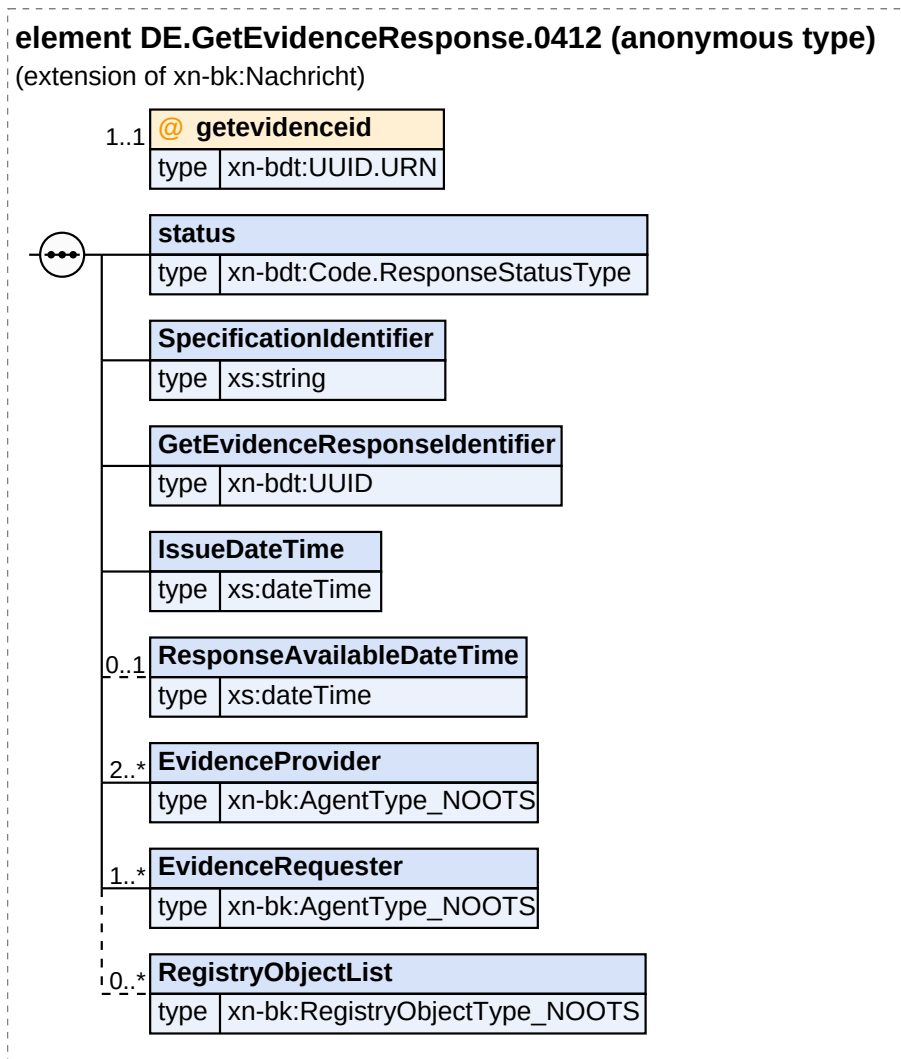 element DE.GetEvidenceResponse.0412 (anonymous type)
(extension of xn-bk:Nachricht)
1..1 @ getevidenceid
type xn-bdt:UUID.URN
status
type xn-bdt:Code.ResponseStatusType
SpecificationIdentifier
type xs:string
GetEvidenceResponseIdentifier
type xn-bdt:UUID
IssueDateTime
type xs:dateTime
0..1 ResponseAvailableDateTime
type xs:dateTime
2..* EvidenceProvider
type xn-bk:AgentType_NOOTS
1..* EvidenceRequester
type xn-bk:AgentType_NOOTS
0..* RegistryObjectList
type xn-bk:RegistryObjectType_NOOTS